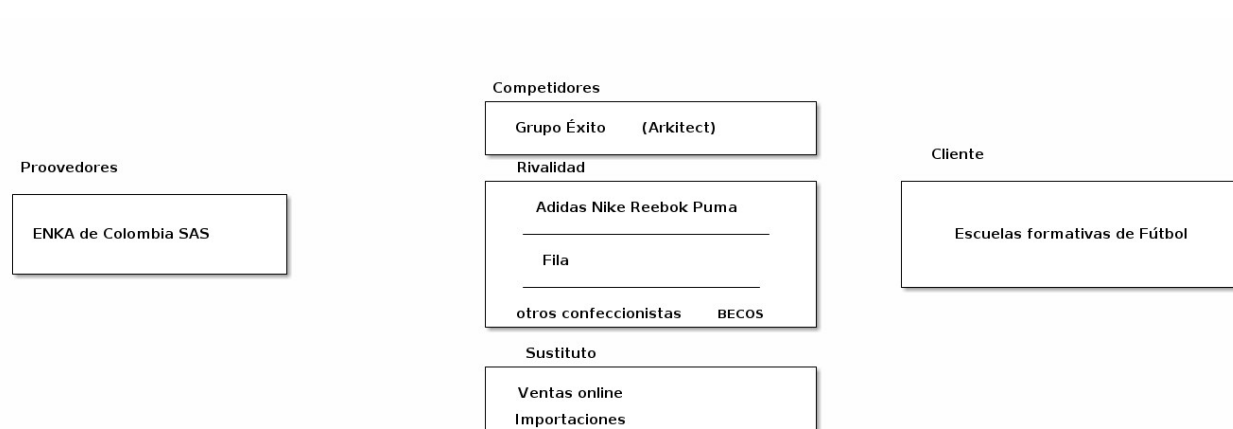 Competidores
Grupo Éxito (Arkitect)
Proovedores
ENKA de Colombia SAS
Rivalidad
Adidas Nike Reebok Puma
Fila
otros confeccionistas BECOS
Cliente
Escuelas formativas de Fútbol
Sustituto
Ventas online
Importaciones